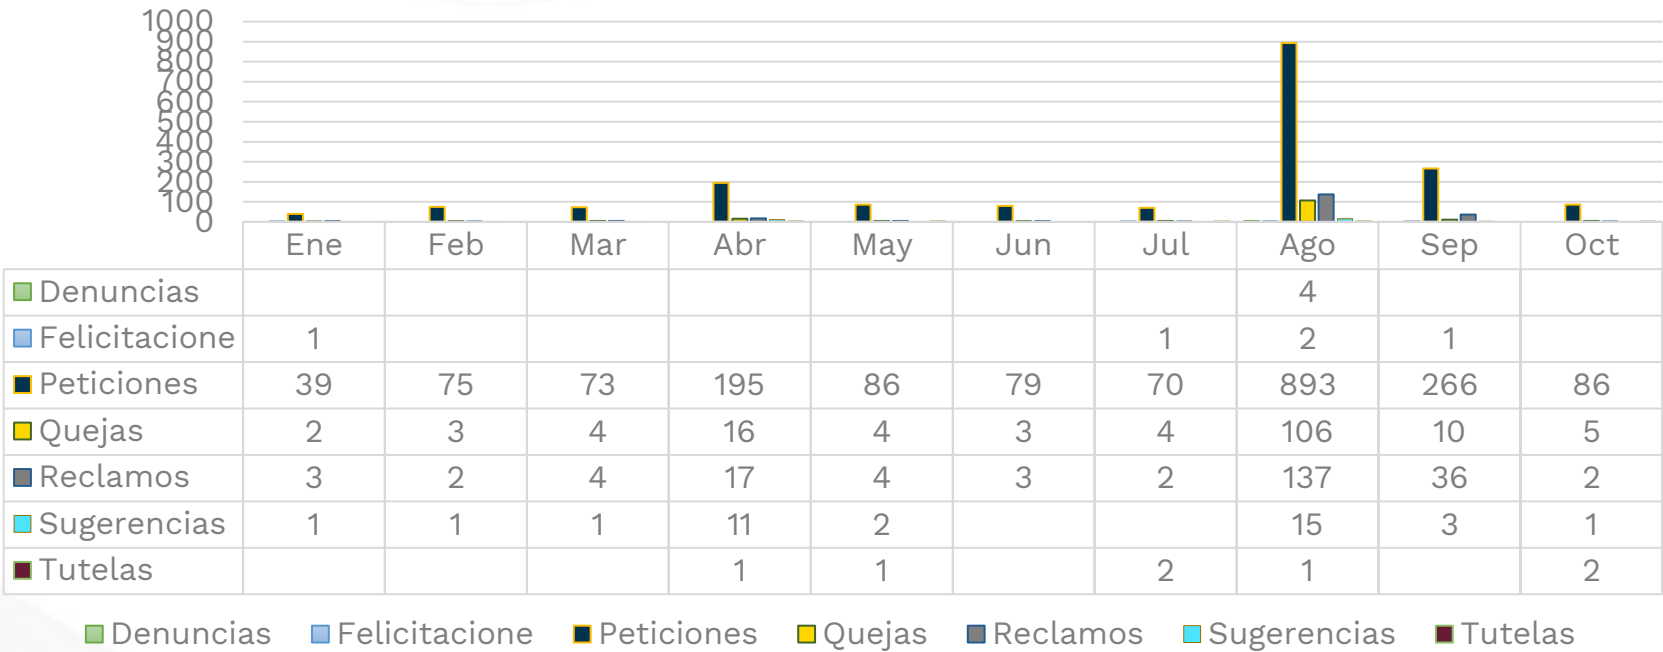 1000
900
800
700
600
500
400
300
200
100
0
Ene Feb Mar Abr May Jun Jul Ago Sep Oct
Denuncias 4
Felicitacione 1 1 2 1
Peticiones 39 75 73 195 86 79 70 893 266 86
Quejas 2 3 4 16 4 3 4 106 10 5
Reclamos 3 2 4 17 4 3 2 137 36 2
Sugerencias 1 1 1 11 2 15 3 1
Tutelas 1 1 2 1 2
Denuncias Felicitacione Peticiones Quejas Reclamos Sugerencias Tutelas